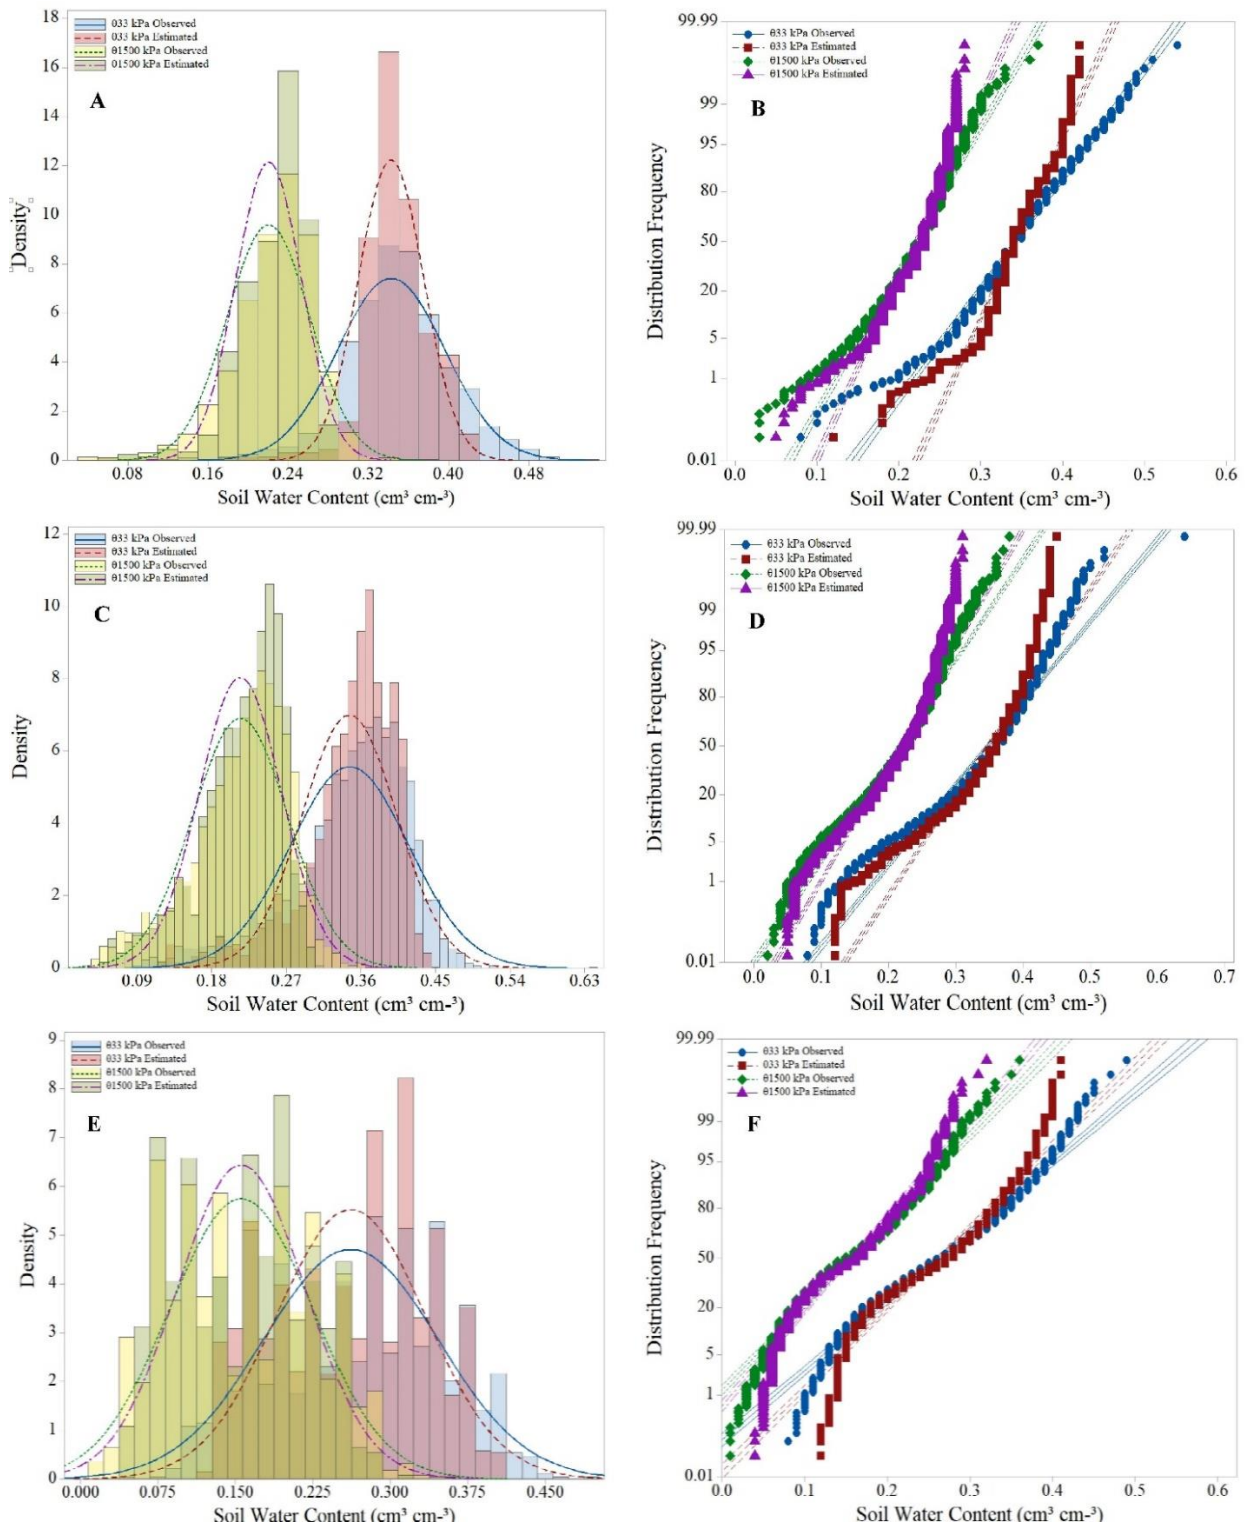 18
16
14
12
10
8
6
4
2
0
Density
θ33 kPa Observed
θ33 kPa Estimated
θ1500 kPa Observed
θ1500 kPa Estimated
A
0.08 0.16 0.24 0.32 0.40 0.48
Soil Water Content (cm³ cm-³)
99.99
99
95
80
50
20
5
1
0.01
Distribution Frequency
θ33 kPa Observed
θ33 kPa Estimated
θ1500 kPa Observed
θ1500 kPa Estimated
B
0.0 0.1 0.2 0.3 0.4 0.5 0.6
Soil Water Content (cm³ cm-³)
12
10
8
6
4
2
0
Density
θ33 kPa Observed
θ33 kPa Estimated
θ1500 kPa Observed
θ1500 kPa Estimated
C
0.09 0.18 0.27 0.36 0.45 0.54 0.63
Soil Water Content (cm³ cm-³)
99.99
99
95
80
50
20
5
1
0.01
Distribution Frequency
θ33 kPa Observed
θ33 kPa Estimated
θ1500 kPa Observed
θ1500 kPa Estimated
D
0.0 0.1 0.2 0.3 0.4 0.5 0.6 0.7
Soil Water Content (cm³ cm-³)
9
8
7
6
5
4
3
2
1
0
Density
θ33 kPa Observed
θ33 kPa Estimated
θ1500 kPa Observed
θ1500 kPa Estimated
E
0.000 0.075 0.150 0.225 0.300 0.375 0.450
Soil Water Content (cm³ cm-³)
99.99
99
95
80
50
20
5
1
0.01
Distribution Frequency
θ33 kPa Observed
θ33 kPa Estimated
θ1500 kPa Observed
θ1500 kPa Estimated
F
0.0 0.1 0.2 0.3 0.4 0.5 0.6
Soil Water Content (cm³ cm-³)